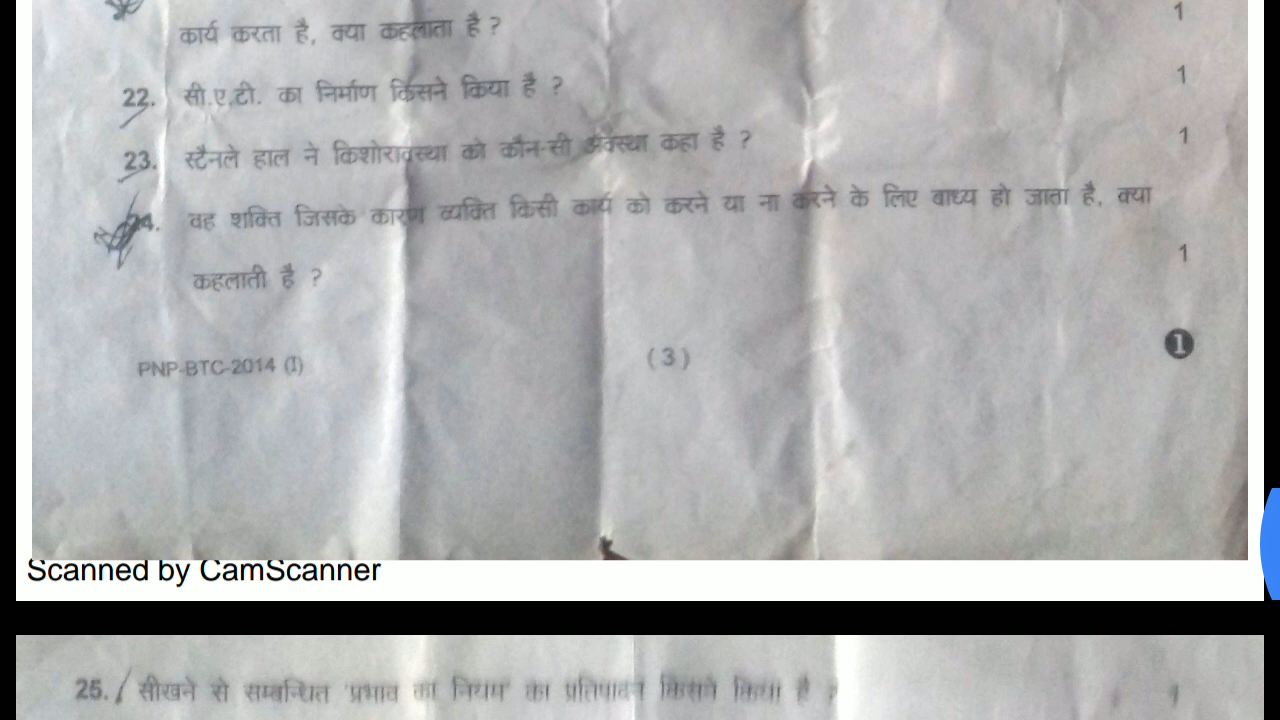 कार्य करता है, क्या कहलाता है ?
1
22. सी.ए.टी. का निर्माण किसने किया है ?
1
23. स्टैनले हाल ने किशोरावस्था को कौन-सी अवस्था कहा है ?
1
24. वह शक्ति जिसके कारण व्यक्ति किसी कार्य को करने या ना करने के लिए बाध्य हो जाता है, क्या
कहलाती है ?
1
PNP-BTC-2014 (I)
(3)
1
Scanned by CamScanner
25. सीखने से सम्बन्धित 'प्रभाव का नियम' का प्रतिपादन किसने किया है ?
1